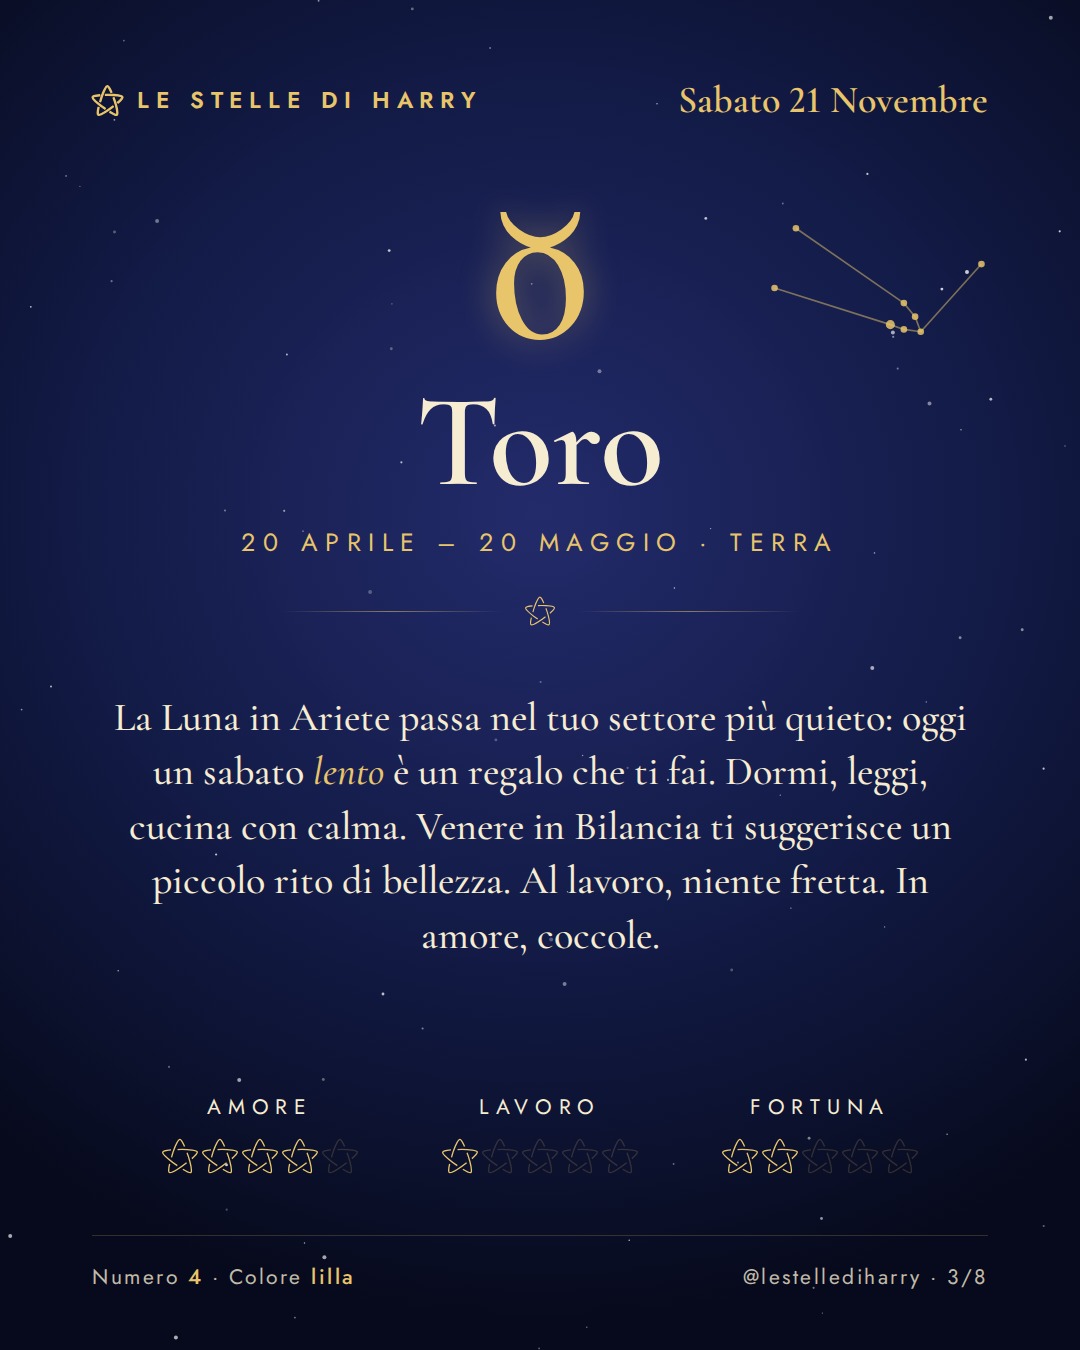 LE STELLE DI HARRY
Sabato 21 Novembre
♉
Toro
20 APRILE – 20 MAGGIO · TERRA
La Luna in Ariete passa nel tuo settore più quieto: oggi
un sabato lento è un regalo che ti fai. Dormi, leggi,
cucina con calma. Venere in Bilancia ti suggerisce un
piccolo rito di bellezza. Al lavoro, niente fretta. In
amore, coccole.
AMORE
LAVORO
FORTUNA
Numero 4 · Colore lilla
@lestellediharry · 3/8